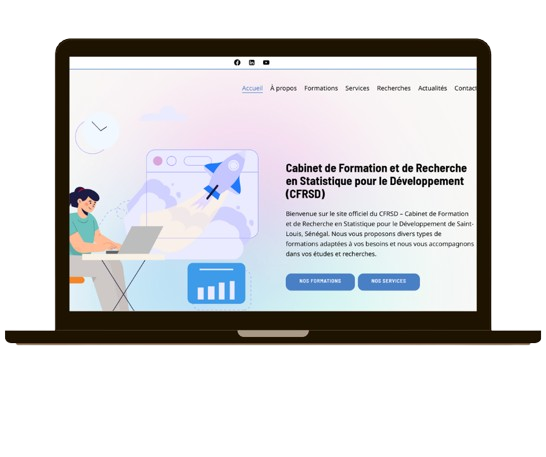 Accueil À propos Formations Services Recherches Actualités Contact
Cabinet de Formation et de Recherche
en Statistique pour le Développement
(CFRSD)
Bienvenue sur le site officiel du CFRSD – Cabinet de Formation
et de Recherche en Statistique pour le Développement de Saint-
Louis, Sénégal. Nous vous proposons divers types de
formations adaptées à vos besoins et nous vous accompagnons
dans vos études et recherches.
NOS FORMATIONS NOS SERVICES